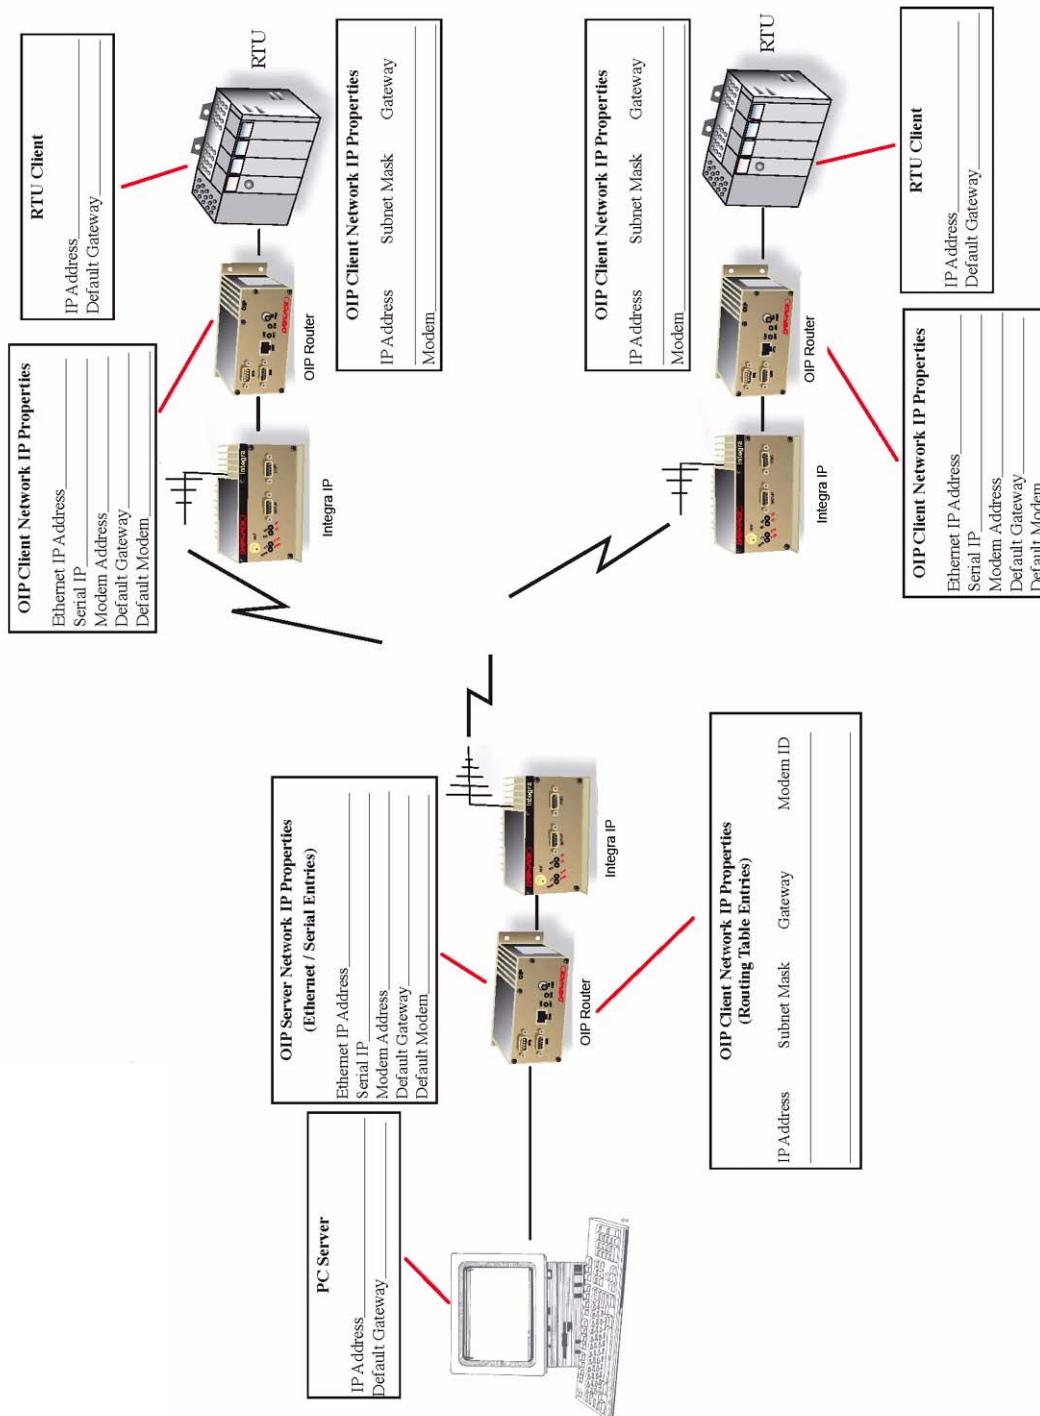 PC Server
IP Address
Default Gateway
OIP Server Network IP Properties
(Ethernet / Serial Entries)
Ethernet IP Address
Serial IP
Modem Address
Default Gateway
Default Modem
OIP Router
Integra IP
OIP Client Network IP Properties
(Routing Table Entries)
IP Address Subnet Mask Gateway Modem ID
OIP Client Network IP Properties
Ethernet IP Address
Serial IP
Modem Address
Default Gateway
Default Modem
RTU Client
IP Address
Default Gateway
Integra IP
OIP Router
RTU
OIP Client Network IP Properties
IP Address Subnet Mask Gateway
Modem
OIP Client Network IP Properties
IP Address Subnet Mask Gateway
Modem
Integra IP
OIP Router
RTU
OIP Client Network IP Properties
Ethernet IP Address
Serial IP
Modem Address
Default Gateway
Default Modem
RTU Client
IP Address
Default Gateway
Integra
Integra
Integra